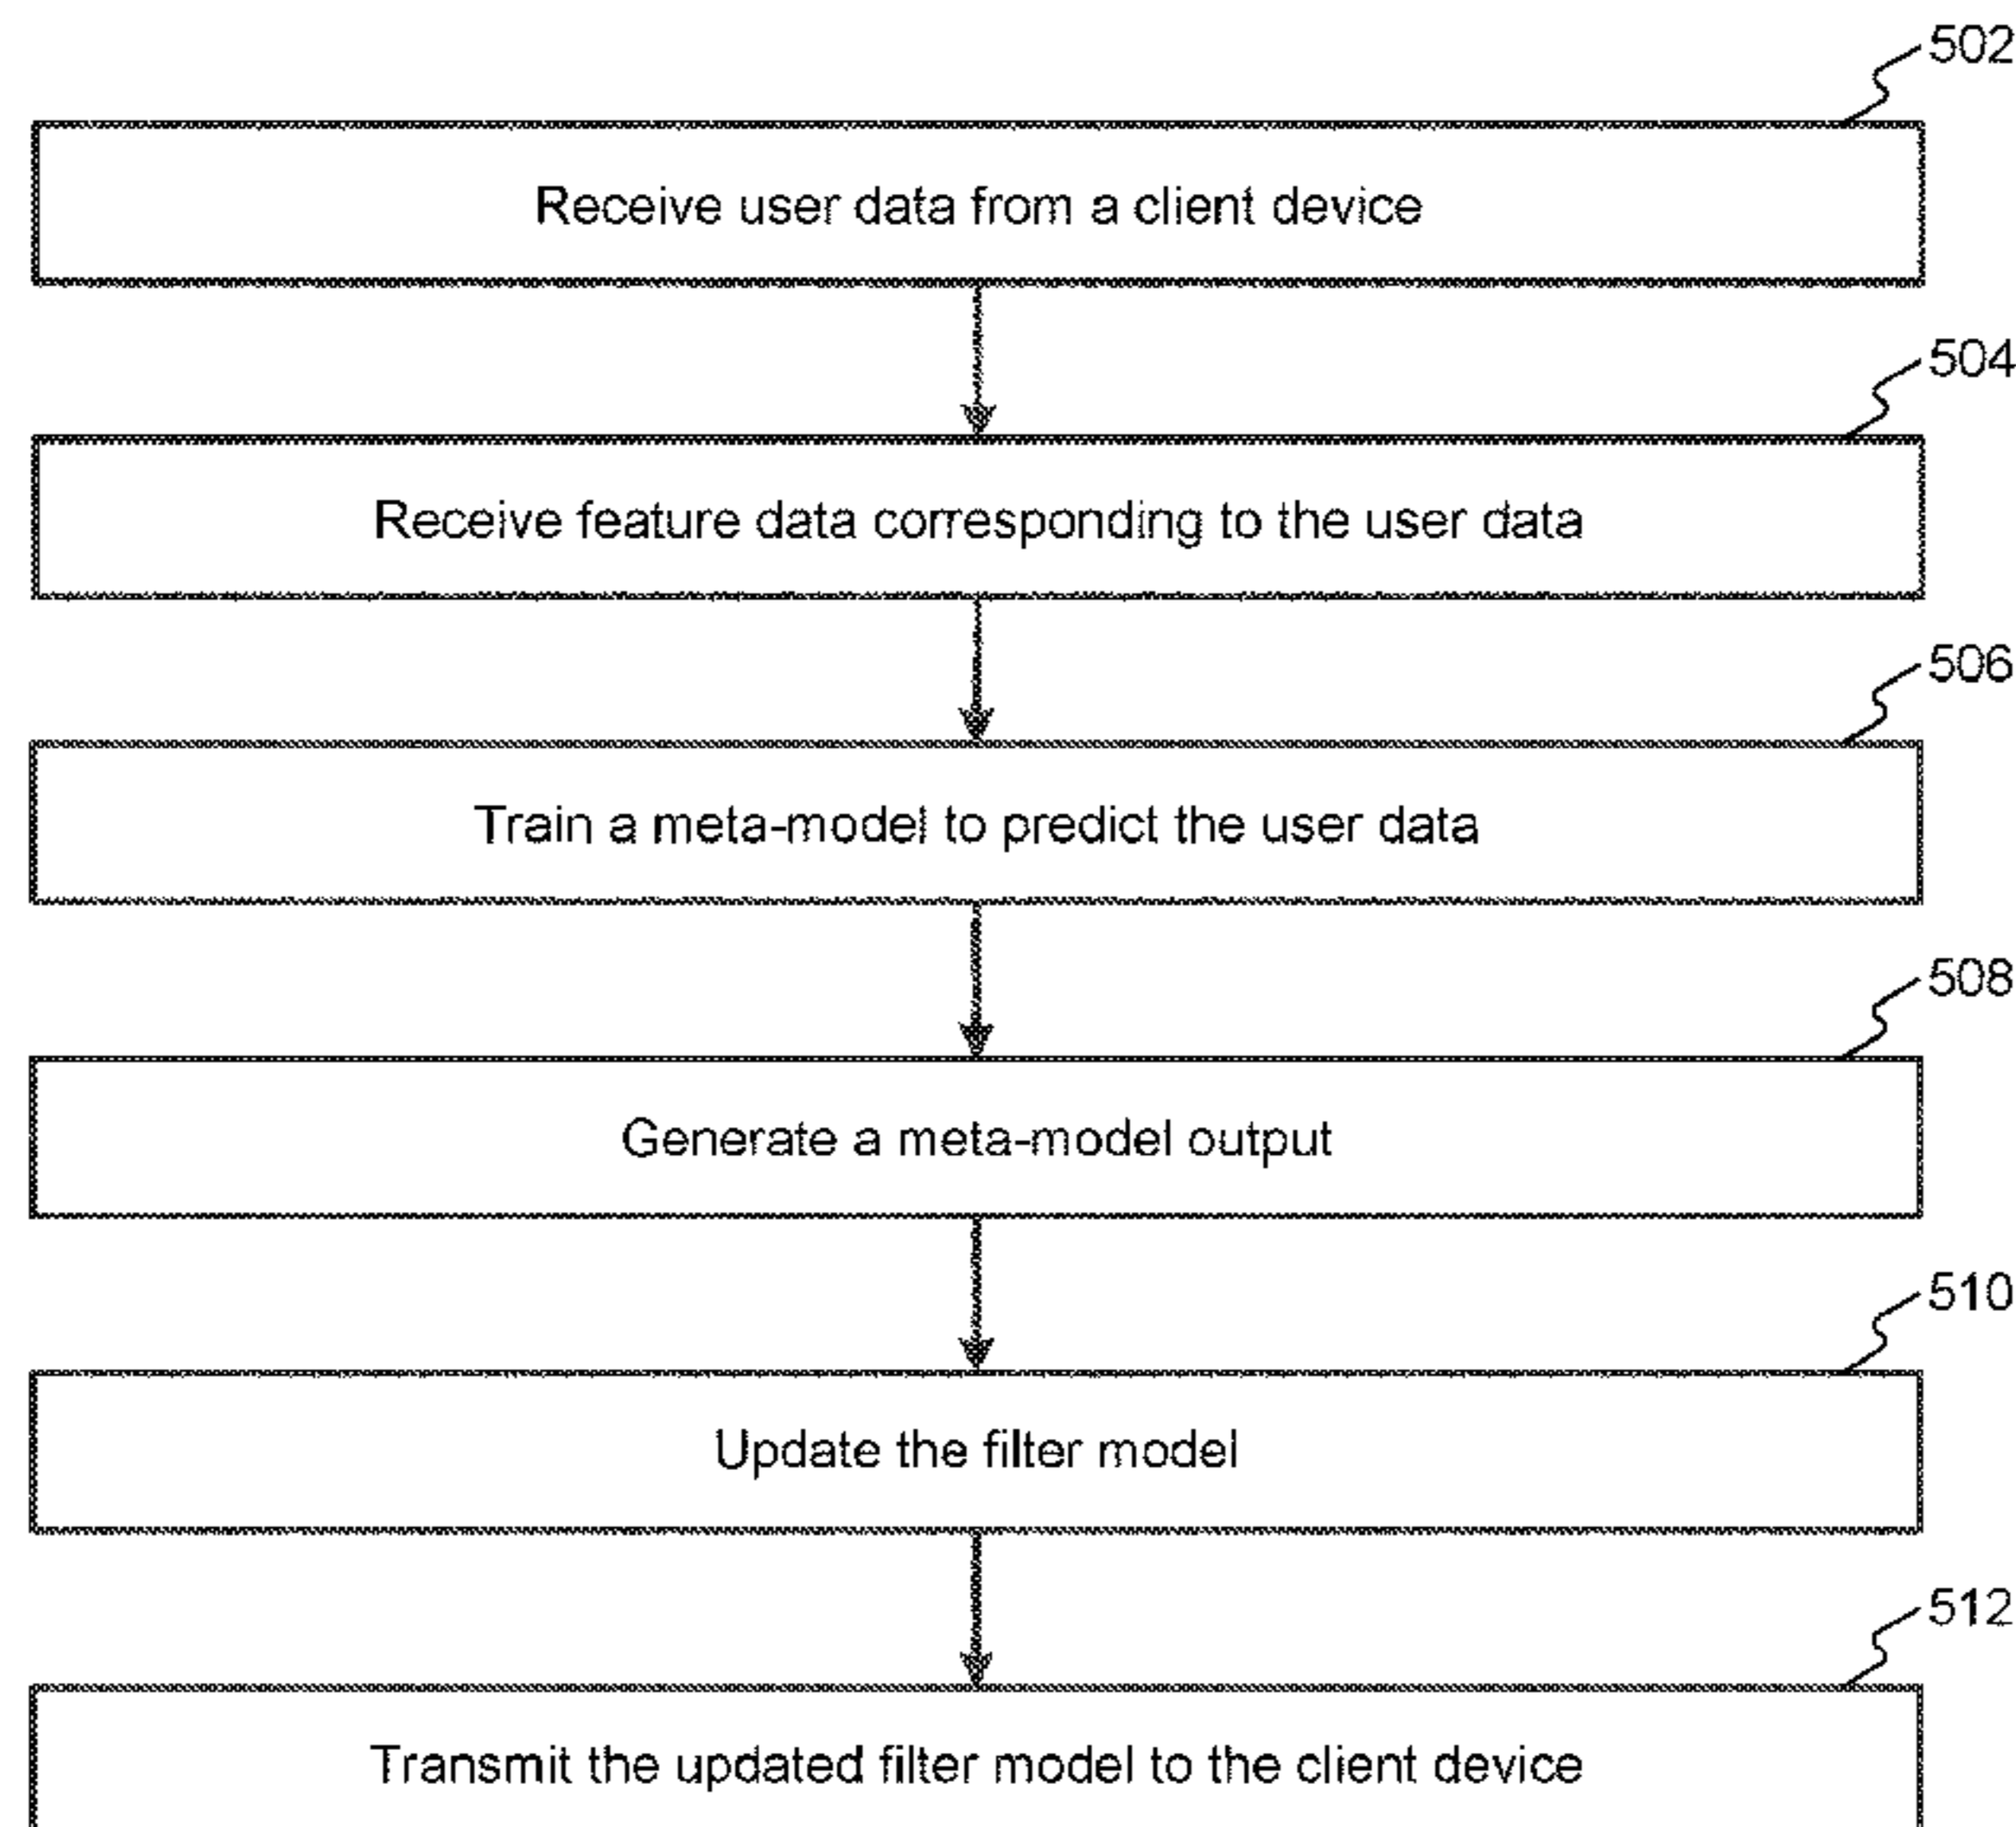 502
Receive user data from a client device
504
Receive feature data corresponding to the user data
506
Train a meta-model to predict the user data
508
Generate a meta-model output
510
Update the filter model
512
Transmit the updated filter model to the client device